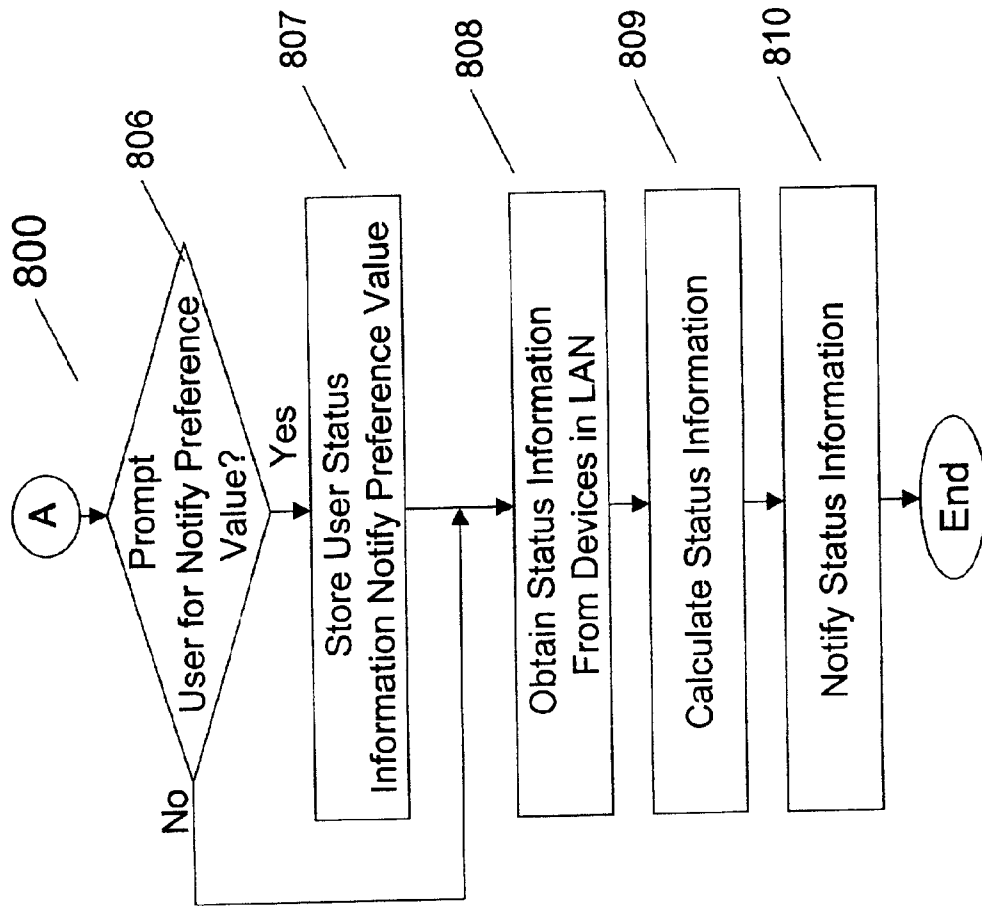 800
A
806
Prompt
User for Notify Preference
Value?
No
Yes
807
Store User Status
Information Notify Preference Value
808
Obtain Status Information
From Devices in LAN
809
Calculate Status Information
810
Notify Status Information
End